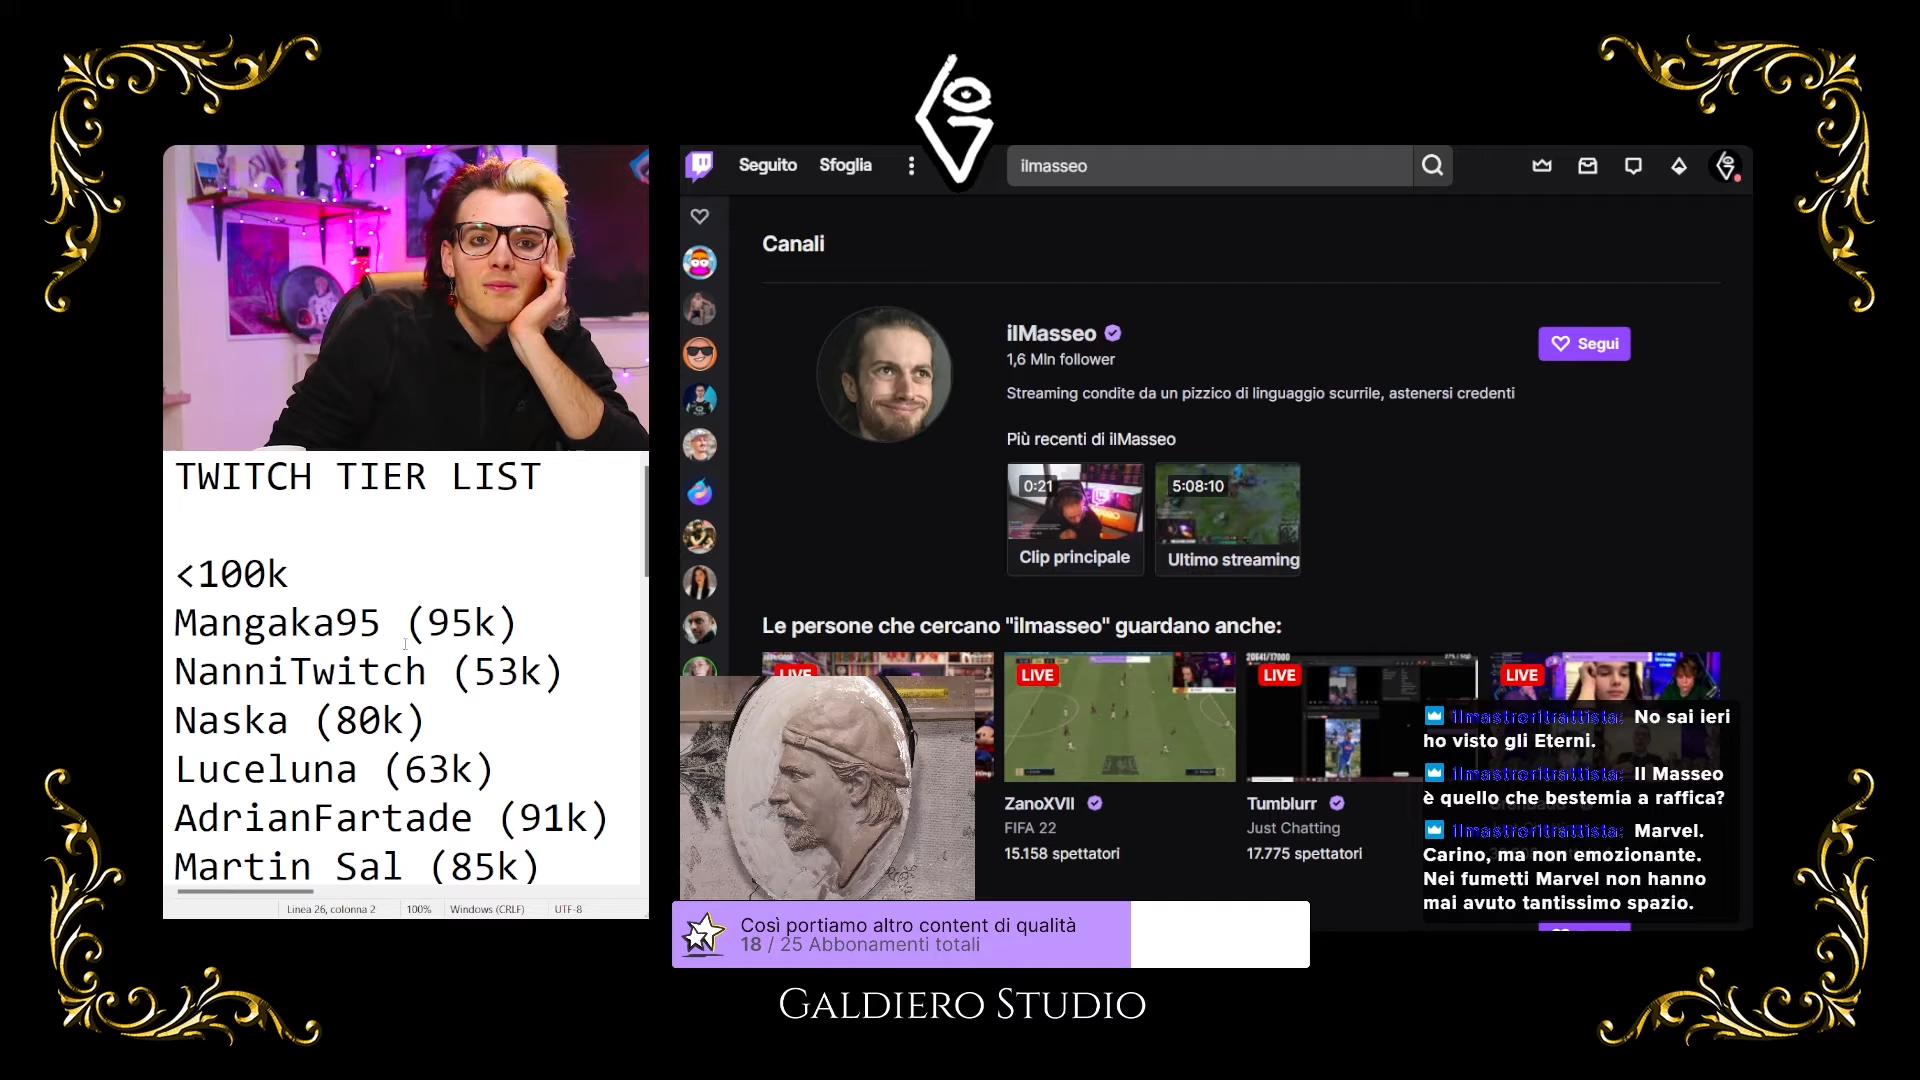 Seguito Sfoglia
ilmasseo
Canali
ilMasseo
1,6 Mln follower
Segui
Streaming condite da un pizzico di linguaggio scurrile, astenersi credenti
Più recenti di ilMasseo
0:21
5:08:10
Clip principale
Ultimo streaming
Le persone che cercano "ilmasseo" guardano anche:
LIVE
LIVE
LIVE
LIVE
ZanoXVII
FIFA 22
15.158 spettatori
Tumblurr
Just Chatting
17.775 spettatori
TWITCH TIER LIST
<100k
Mangaka95 (95k)
NanniTwitch (53k)
Naska (80k)
Luceluna (63k)
AdrianFartade (91k)
Martin Sal (85k)
Linea 26, colonna 2 100% Windows (CRLF) UTF-8
ilmastroritrattista: No sai ieri
ho visto gli Eterni.
ilmastroritrattista: Il Masseo
è quello che bestemia a raffica?
ilmastroritrattista: Marvel.
Carino, ma non emozionante.
Nei fumetti Marvel non hanno
mai avuto tantissimo spazio.
Così portiamo altro content di qualità
18 / 25 Abbonamenti totali
GALDIERO STUDIO